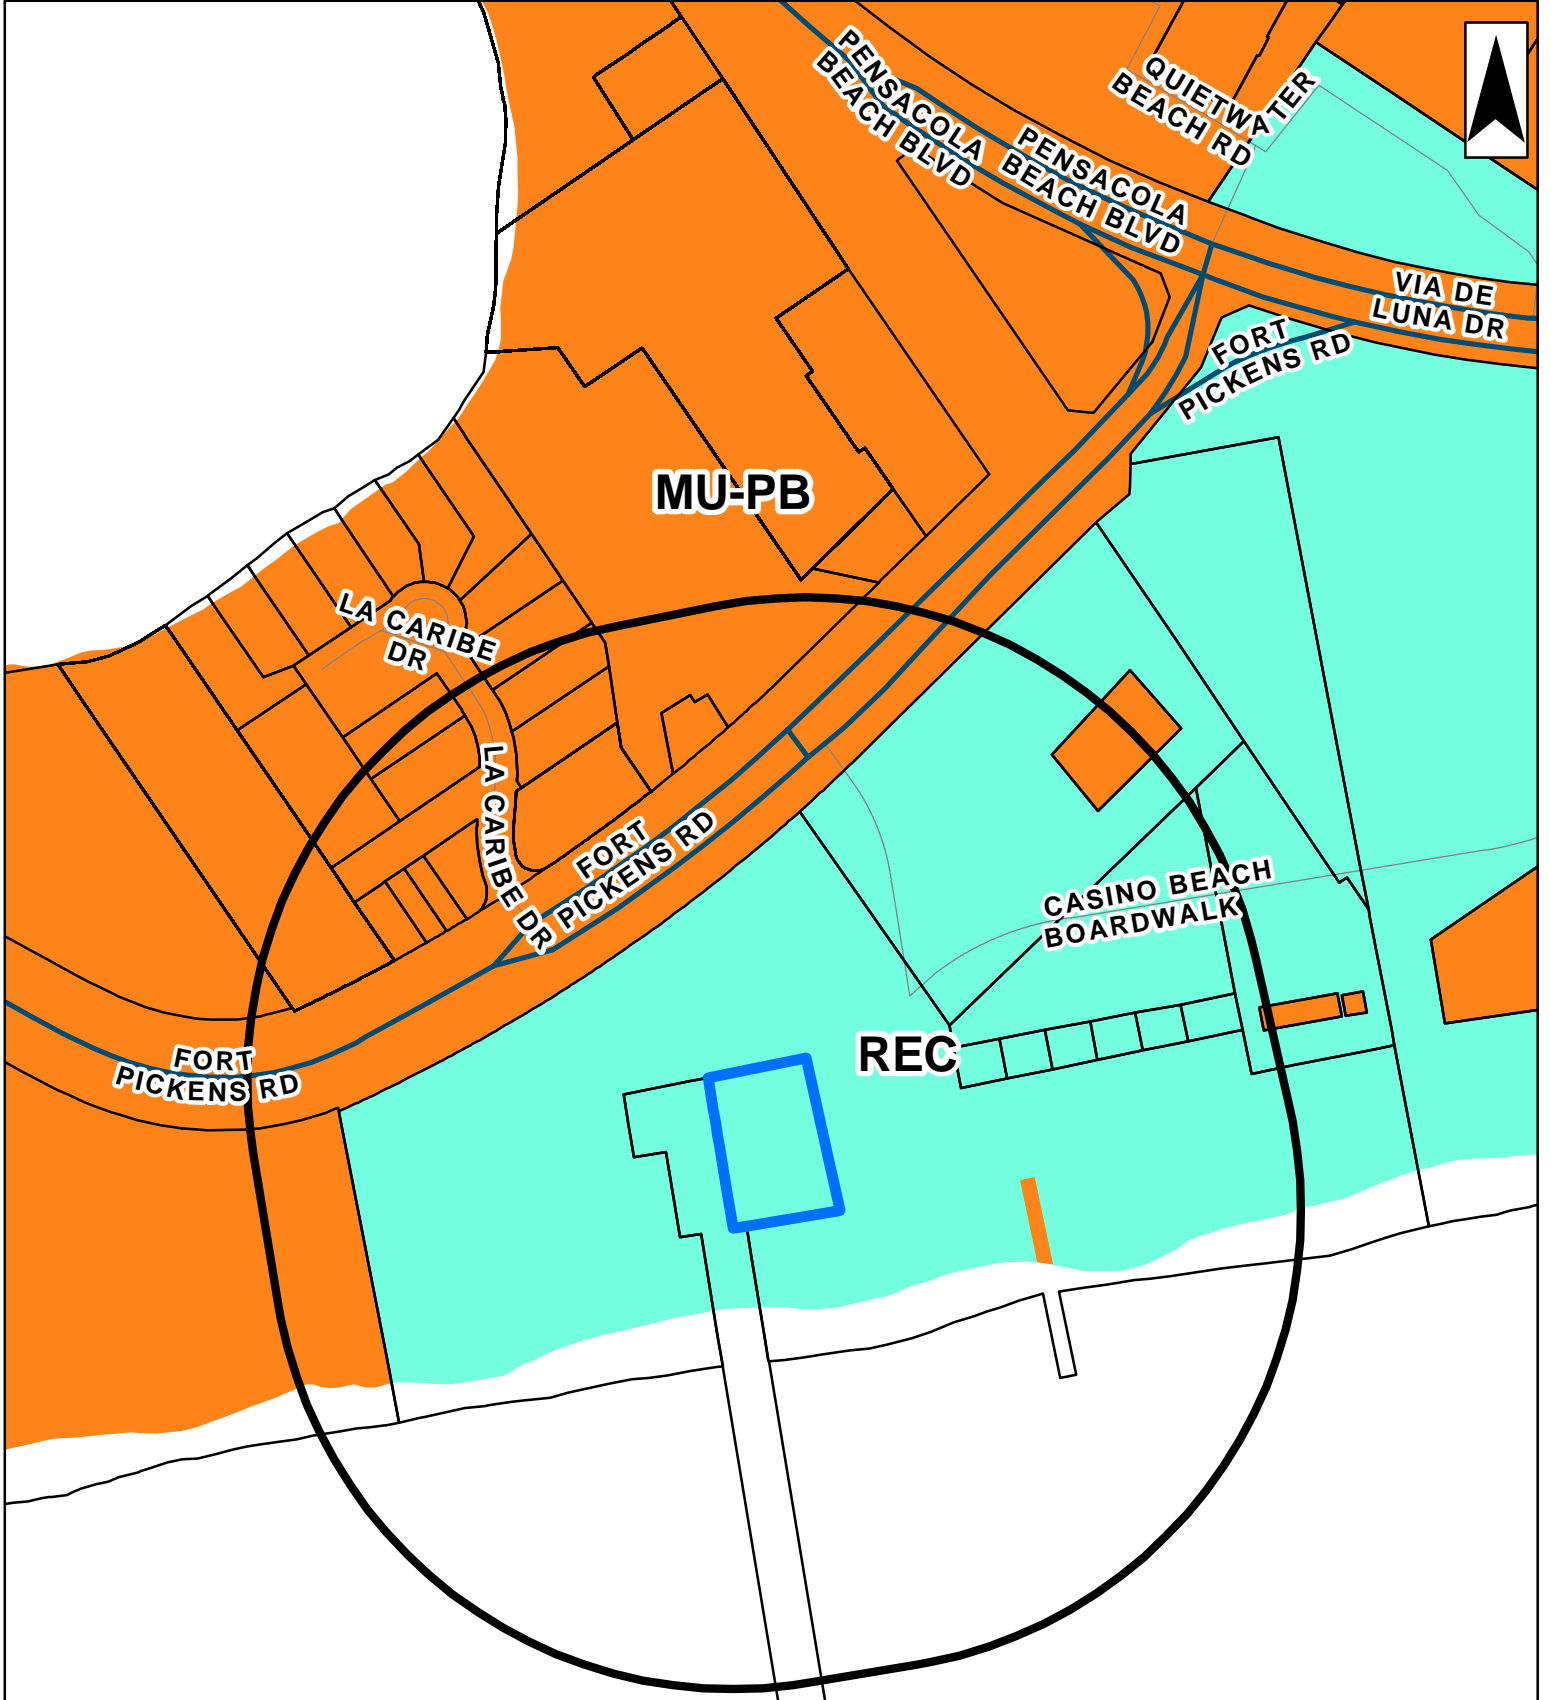 PENSACOLA
BEACH BLVD
QUIETWATER
BEACH RD
PENSACOLA
BEACH BLVD
VIA DE
LUNA DR
FORT
PICKENS RD
MU-PB
LA CARIBE
DR
LA CARIBE DR
FORT
PICKENS RD
CASINO BEACH
BOARDWALK
REC
FORT
PICKENS RD